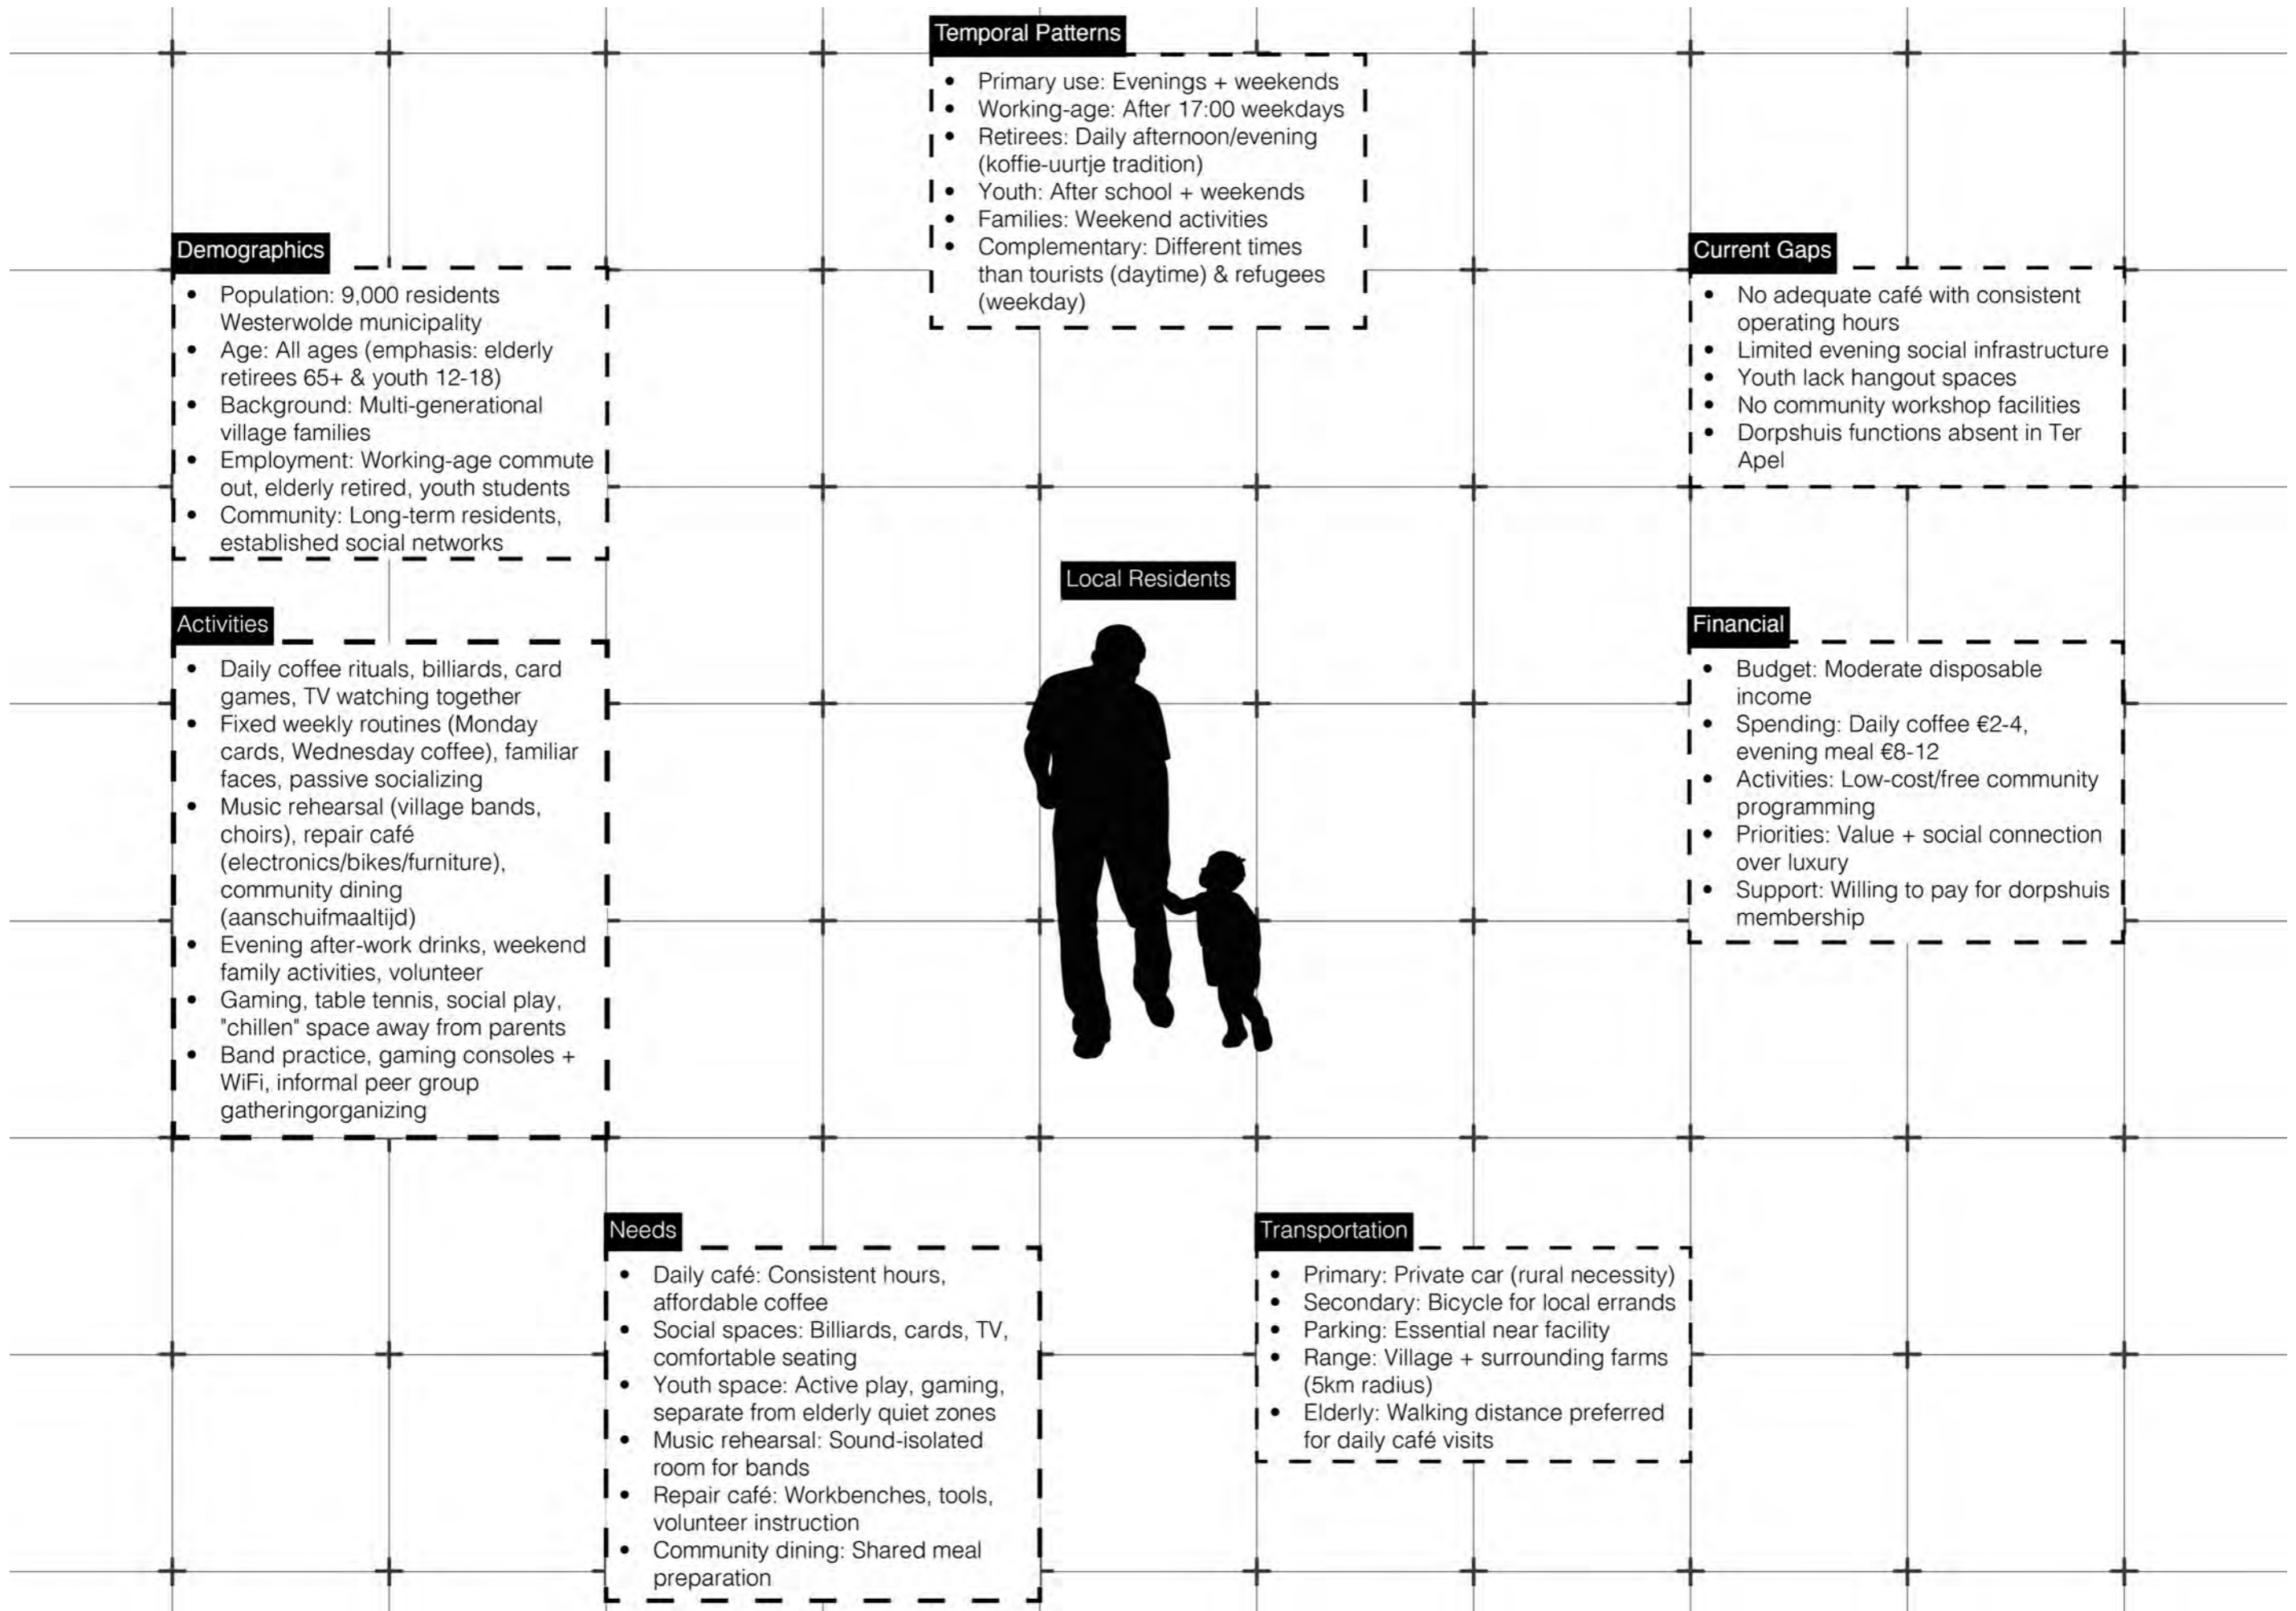 Temporal Patterns
• Primary use: Evenings + weekends
• Working-age: After 17:00 weekdays
• Retirees: Daily afternoon/evening
(koffie-uurtje tradition)
• Youth: After school + weekends
• Families: Weekend activities
• Complementary: Different times
than tourists (daytime) & refugees
(weekday)
Demographics
• Population: 9,000 residents
Westerwolde municipality
• Age: All ages (emphasis: elderly
retirees 65+ & youth 12-18)
• Background: Multi-generational
village families
• Employment: Working-age commute
out, elderly retired, youth students
• Community: Long-term residents,
established social networks
Current Gaps
• No adequate café with consistent
operating hours
• Limited evening social infrastructure
• Youth lack hangout spaces
• No community workshop facilities
• Dorpshuis functions absent in Ter
Apel
Local Residents
Activities
• Daily coffee rituals, billiards, card
games, TV watching together
• Fixed weekly routines (Monday
cards, Wednesday coffee), familiar
faces, passive socializing
• Music rehearsal (village bands,
choirs), repair café
(electronics/bikes/furniture),
community dining
(aanschuifmaaltijd)
• Evening after-work drinks, weekend
family activities, volunteer
• Gaming, table tennis, social play,
"chillen" space away from parents
• Band practice, gaming consoles +
WiFi, informal peer group
gatheringorganizing
Financial
• Budget: Moderate disposable
income
• Spending: Daily coffee €2-4,
evening meal €8-12
• Activities: Low-cost/free community
programming
• Priorities: Value + social connection
over luxury
• Support: Willing to pay for dorpshuis
membership
Needs
• Daily café: Consistent hours,
affordable coffee
• Social spaces: Billiards, cards, TV,
comfortable seating
• Youth space: Active play, gaming,
separate from elderly quiet zones
• Music rehearsal: Sound-isolated
room for bands
• Repair café: Workbenches, tools,
volunteer instruction
• Community dining: Shared meal
preparation
Transportation
• Primary: Private car (rural necessity)
• Secondary: Bicycle for local errands
• Parking: Essential near facility
• Range: Village + surrounding farms
(5km radius)
• Elderly: Walking distance preferred
for daily café visits